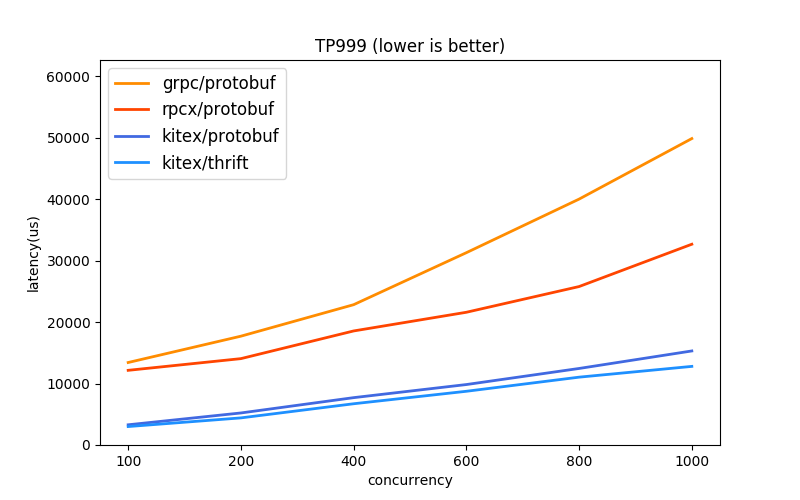 TP999 (lower is better)
grpc/protobuf
rpcx/protobuf
kitex/protobuf
kitex/thrift
60000
50000
40000
30000
20000
10000
0
latency(us)
100 200 400 600 800 1000
concurrency